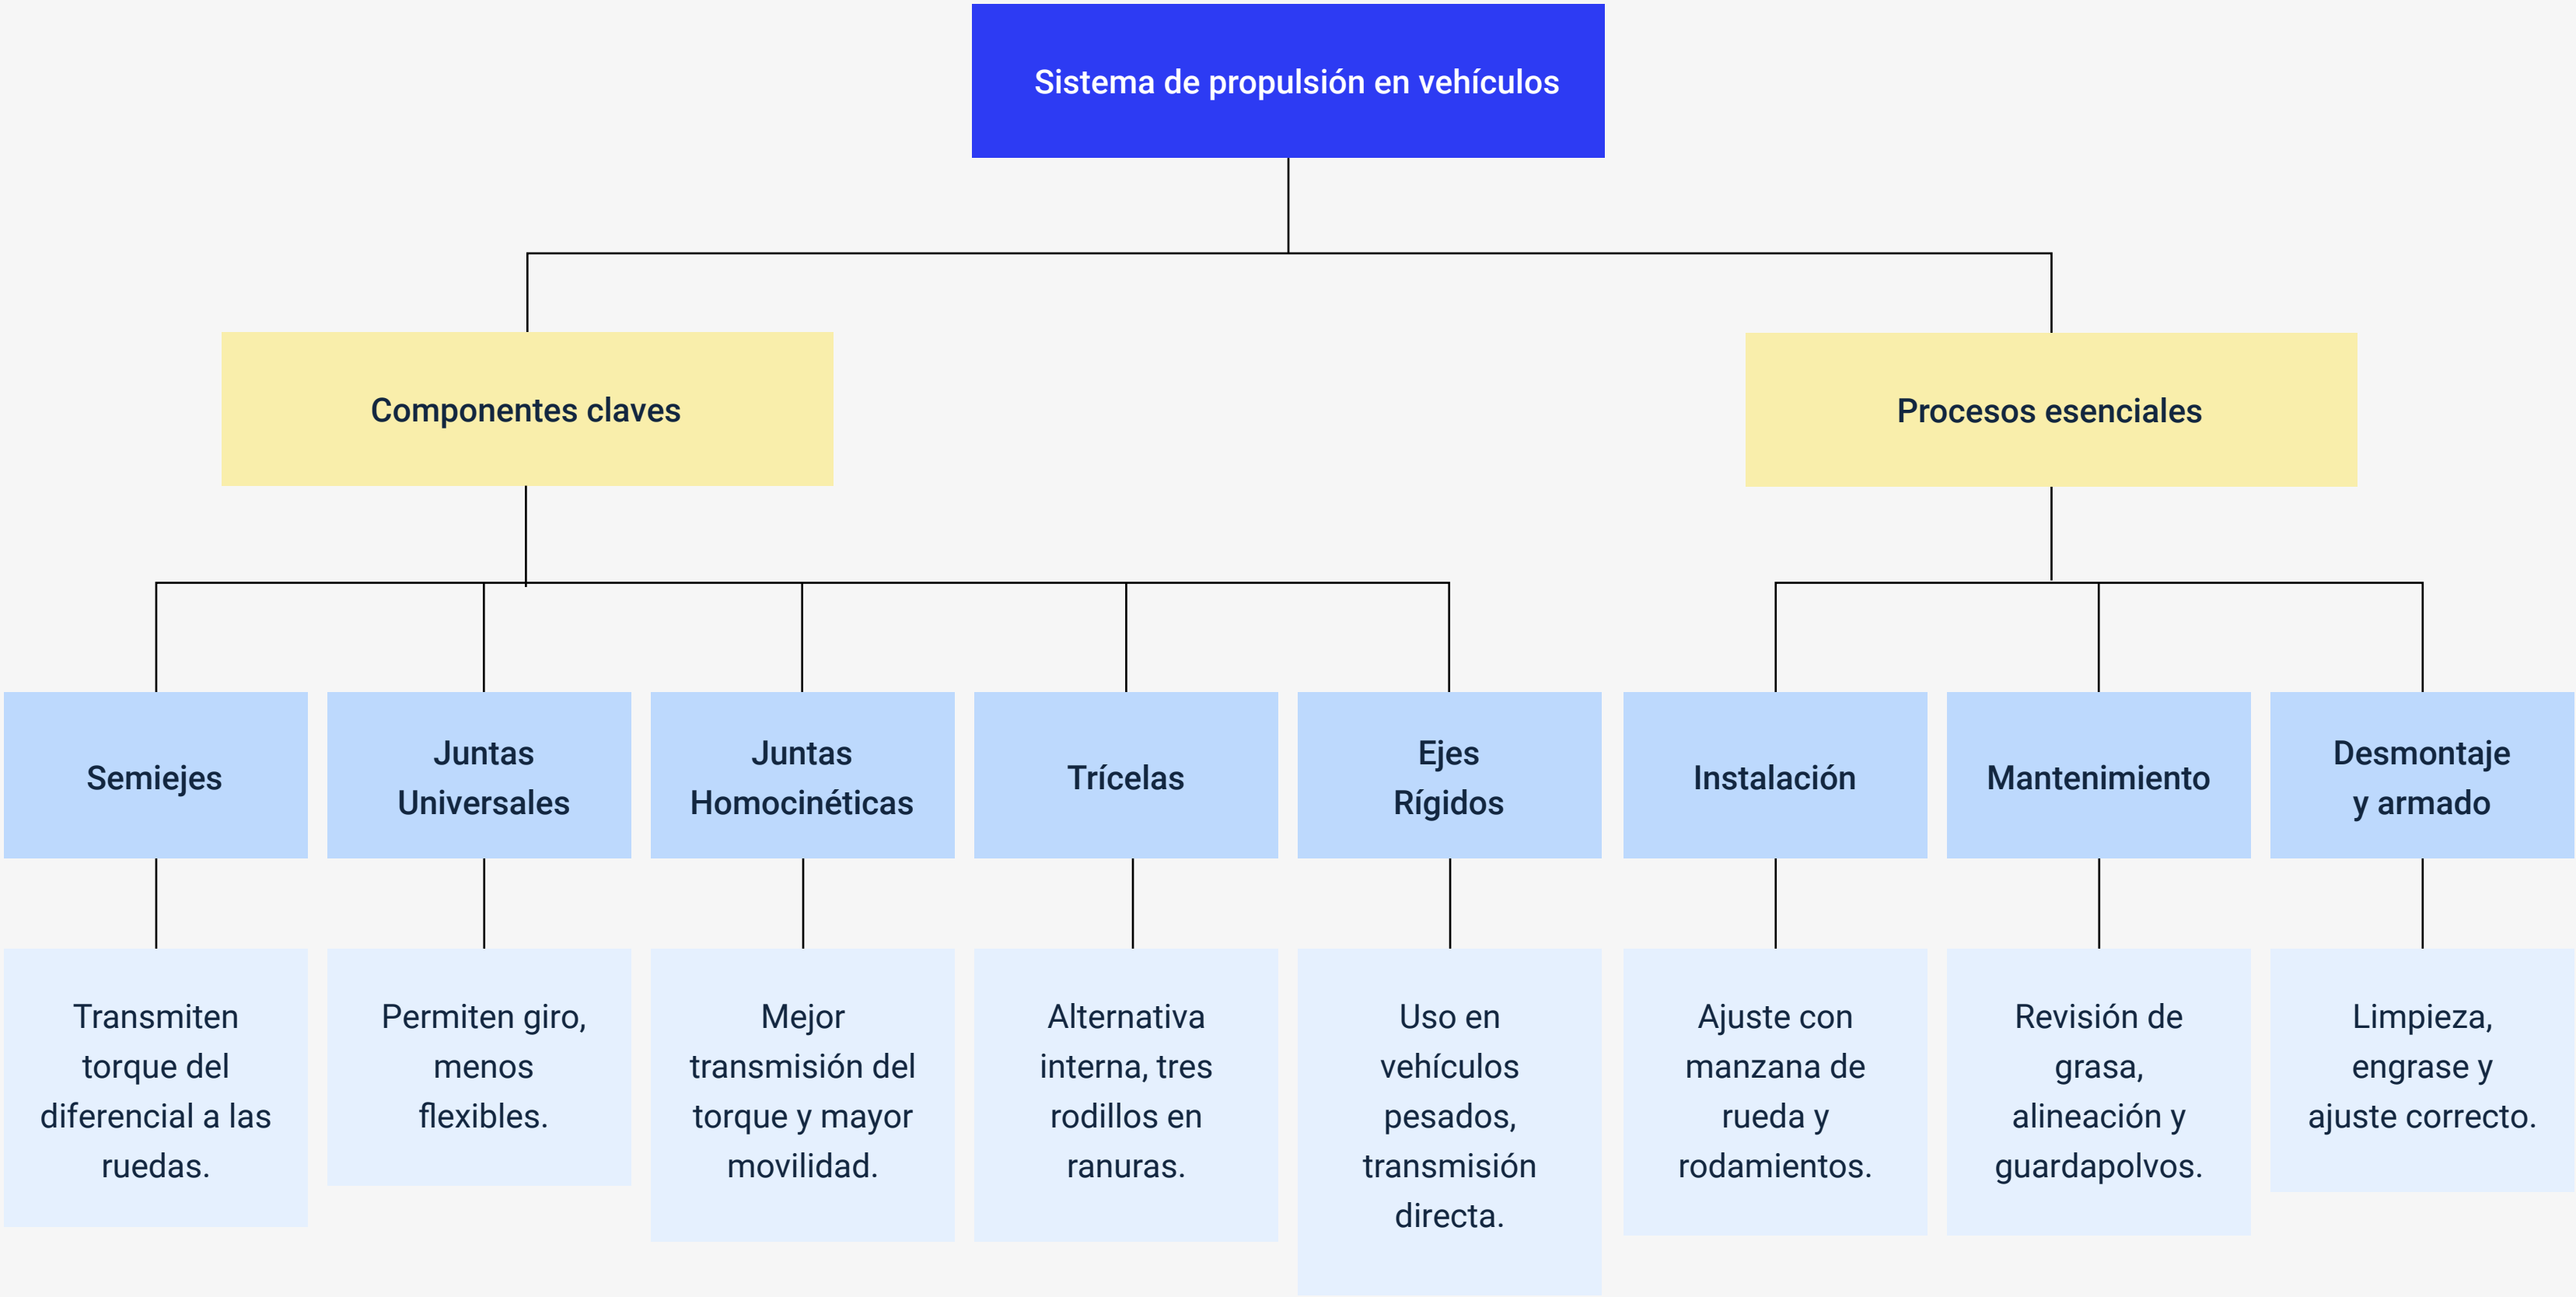 Sistema de propulsión en vehículos
Componentes claves
Procesos esenciales
Semiejes
Juntas
Universales
Juntas
Homocinéticas
Trícelas
Ejes
Rígidos
Instalación
Mantenimiento
Desmontaje
y armado
Transmiten
torque del
diferencial a las
ruedas.
Permiten giro,
menos
flexibles.
Mejor
transmisión del
torque y mayor
movilidad.
Alternativa
interna, tres
rodillos en
ranuras.
Uso en
vehículos
pesados,
transmisión
directa.
Ajuste con
manzana de
rueda y
rodamientos.
Revisión de
grasa,
alineación y
guardapolvos.
Limpieza,
engrase y
ajuste correcto.